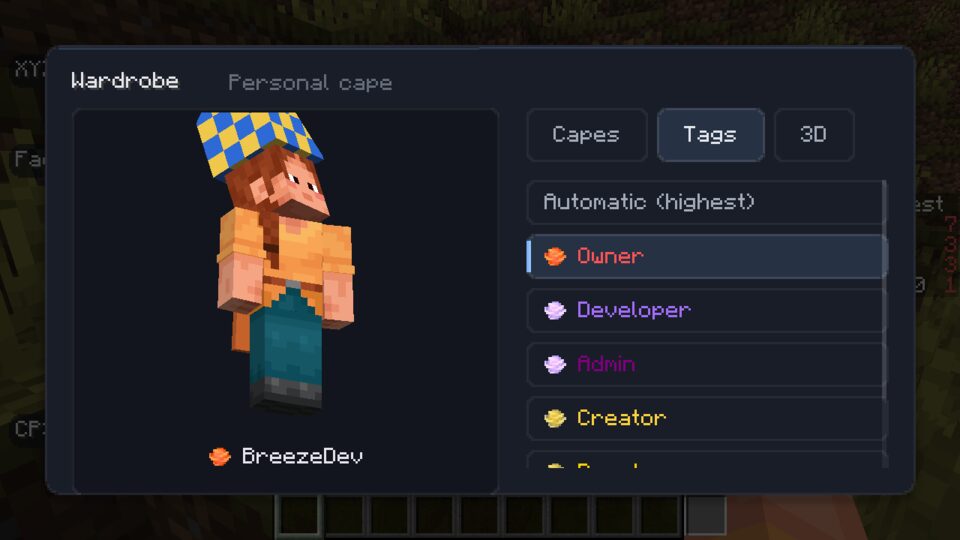 Wardrobe
Personal cape
Capes
Tags
3D
Automatic (highest)
Owner
Developer
Admin
Creator
BreezeDev